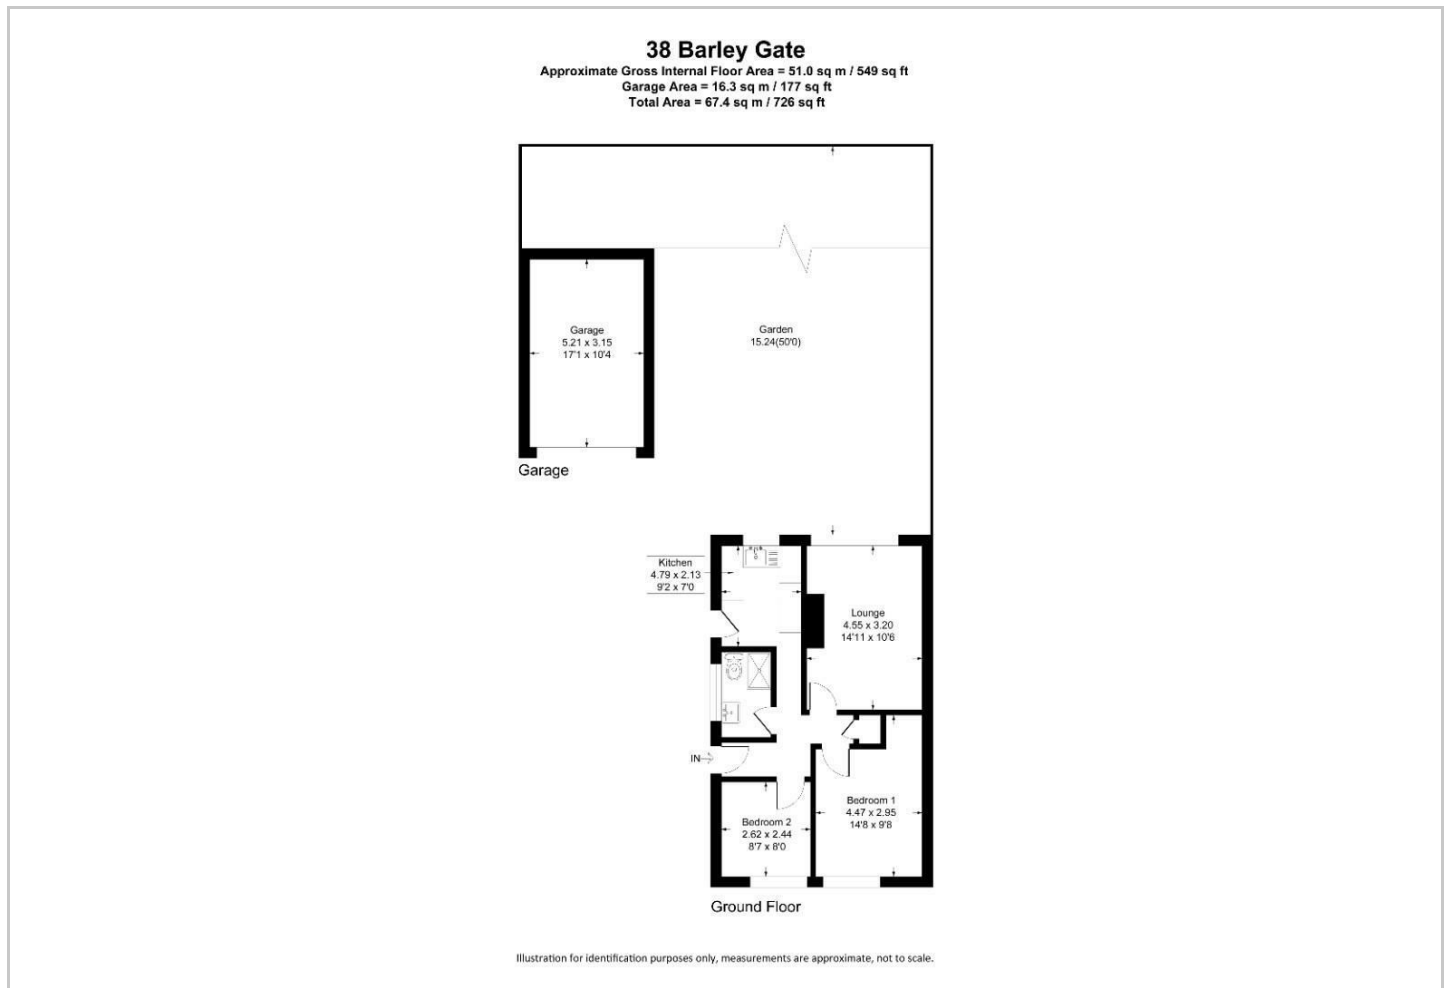 38 Barley Gate
Approximate Gross Internal Floor Area = 51.0 sq m / 549 sq ft
Garage Area = 16.3 sq m / 177 sq ft
Total Area = 67.4 sq m / 726 sq ft
Garage
5.21 x 3.15
17'1 x 10'4
Garden
15.24(50'0)
Garage
Kitchen
4.79 x 2.13
9'2 x 7'0
Lounge
4.55 x 3.20
14'11 x 10'6
IN
Bedroom 1
4.47 x 2.95
14'8 x 9'8
Bedroom 2
2.62 x 2.44
8'7 x 8'0
Ground Floor
Illustration for identification purposes only, measurements are approximate, not to scale.